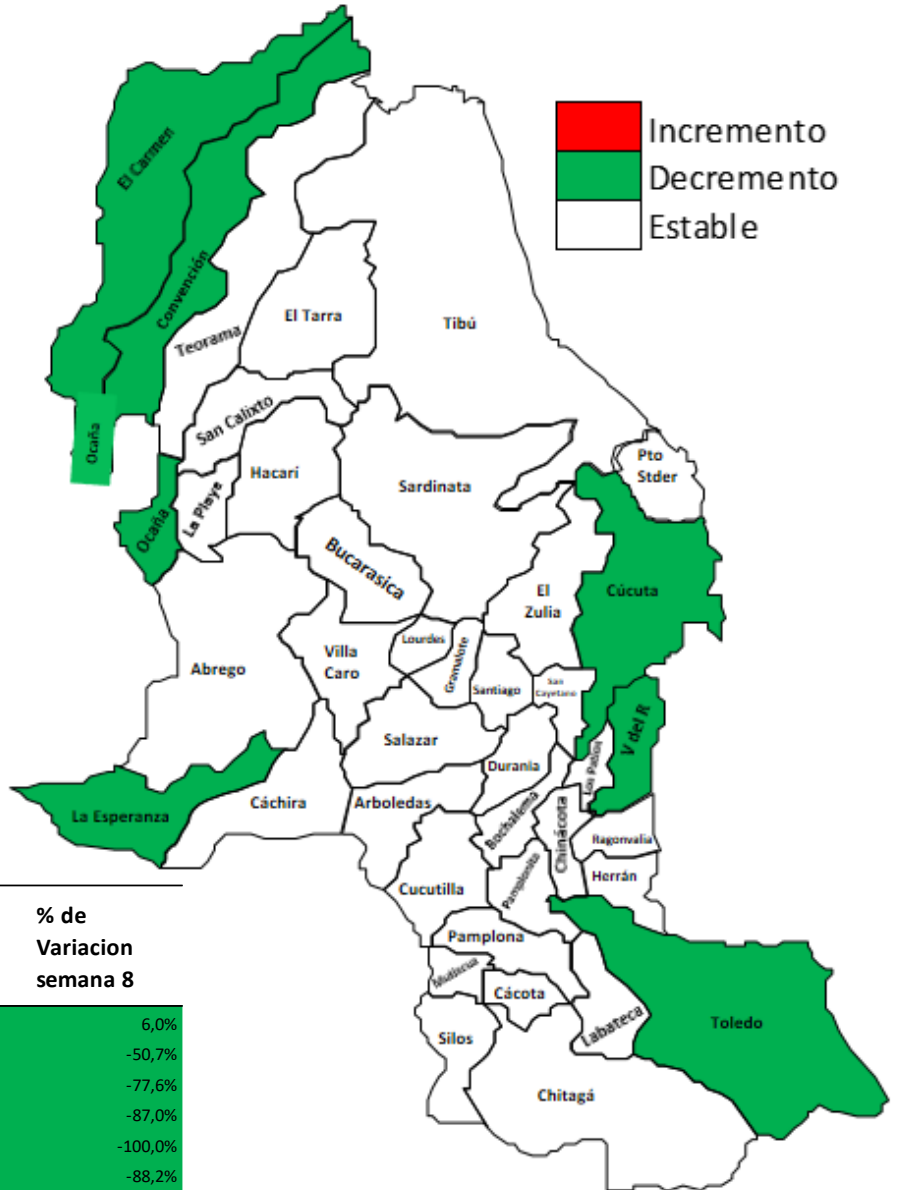 Incremento
Decremento
Estable
El Carmen
Convención
Teorama
El Tarra
Tibú
Ocaña
San Calixto
Hacarí
La Playa
Ocaña
Sardinata
Pto
Stder
Bucarasica
El
Zulia
Cúcuta
Abrego
Villa
Caro
Lourdes
Gramalote
Santiago
San
Cayetano
V del R
Salazar
Durania
Los Patios
La Esperanza
Cáchira
Arboledas
Bochalema
Chinácota
Ragonvalia
Herrán
Cucutilla
Pamplonita
Pamplona
Mutiscua
Cácota
Labateca
Toledo
Silos
Chitagá
% de
Variacion
semana 8
6,0%
-50,7%
-77,6%
-87,0%
-100,0%
-88,2%